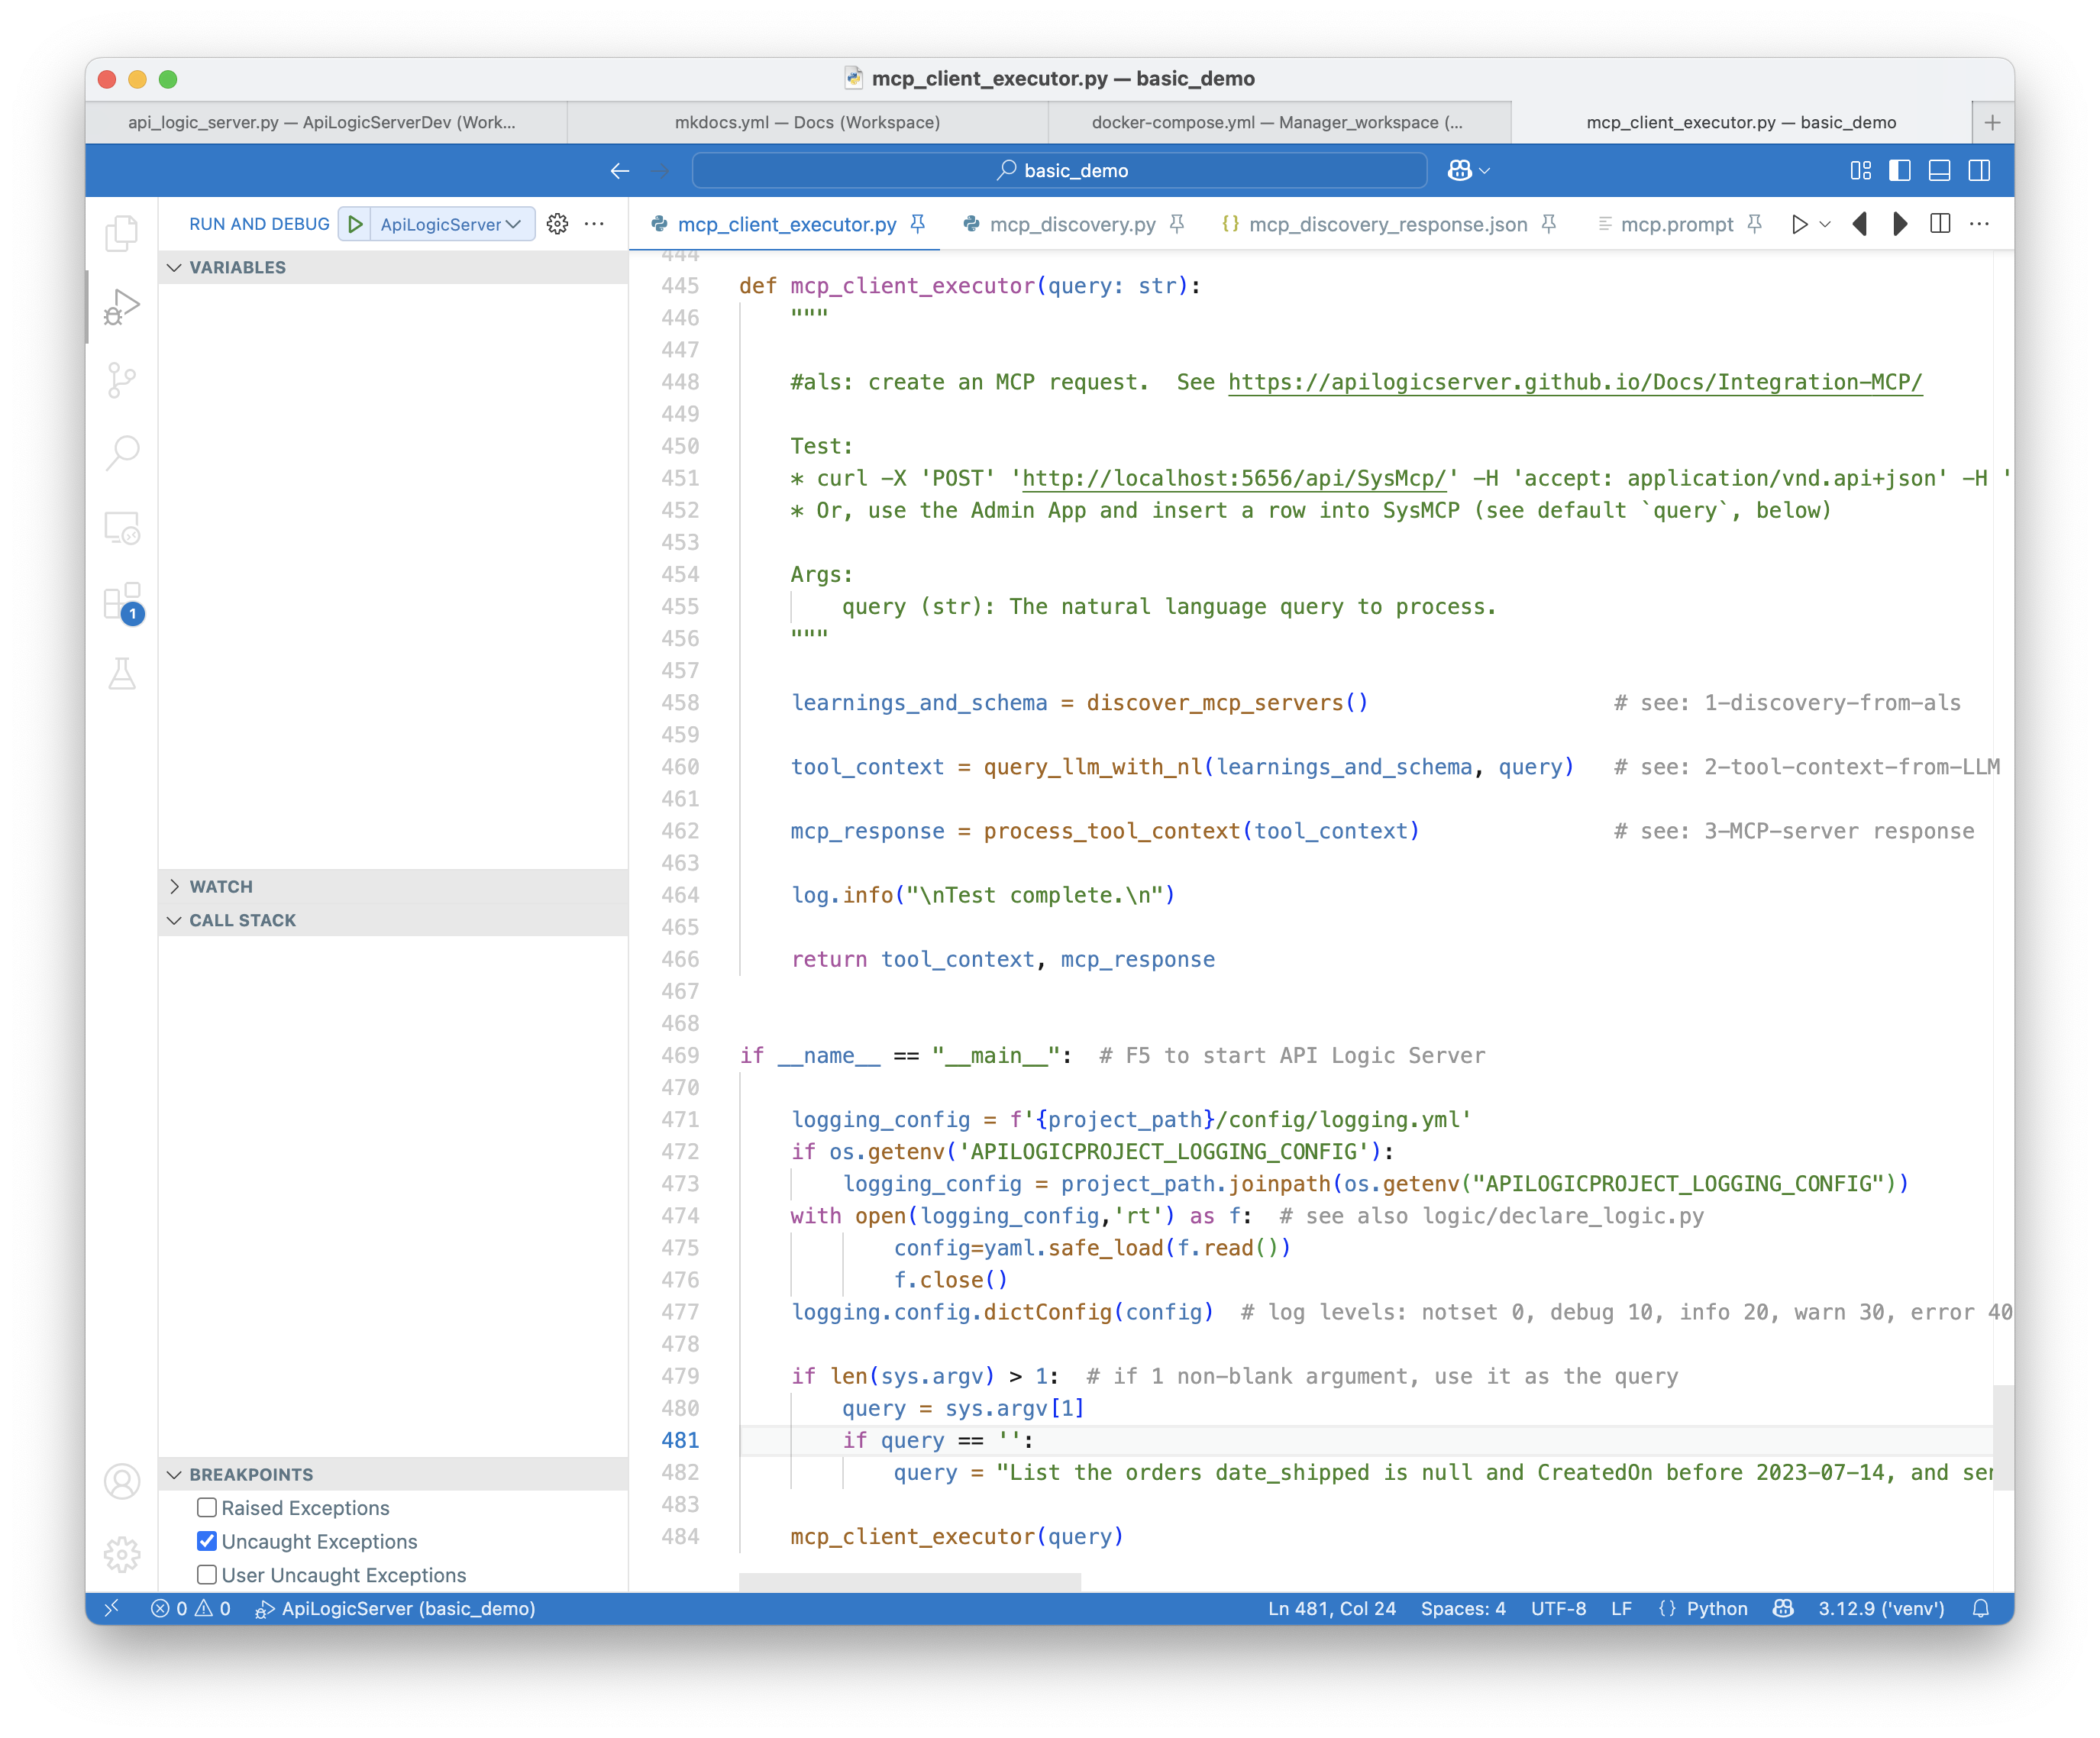 mcp_client_executor.py — basic_demo
api_logic_server.py — ApiLogicServerDev (Work...
mkdocs.yml — Docs (Workspace)
docker-compose.yml — Manager_workspace (...
mcp_client_executor.py — basic_demo
basic_demo
RUN AND DEBUG
ApiLogicServer
mcp_client_executor.py
mcp_discovery.py
{} mcp_discovery_response.json
mcp.prompt
VARIABLES
1
WATCH
CALL STACK
BREAKPOINTS
Raised Exceptions
Uncaught Exceptions
User Uncaught Exceptions
444
445 def mcp_client_executor(query: str):
446 """
447
448 #als: create an MCP request.  See https://apilogicserver.github.io/Docs/Integration-MCP/
449
450 Test:
451 * curl -X 'POST' 'http://localhost:5656/api/SysMcp/' -H 'accept: application/vnd.api+json' -H '
452 * Or, use the Admin App and insert a row into SysMCP (see default `query`, below)
453
454 Args:
455 query (str): The natural language query to process.
456 """
457
458 learnings_and_schema = discover_mcp_servers() # see: 1-discovery-from-als
459
460 tool_context = query_llm_with_nl(learnings_and_schema, query) # see: 2-tool-context-from-LLM
461
462 mcp_response = process_tool_context(tool_context) # see: 3-MCP-server response
463
464 log.info("\nTest complete.\n")
465
466 return tool_context, mcp_response
467
468
469 if __name__ == "__main__":  # F5 to start API Logic Server
470
471 logging_config = f'{project_path}/config/logging.yml'
472 if os.getenv('APILOGICPROJECT_LOGGING_CONFIG'):
473 logging_config = project_path.joinpath(os.getenv("APILOGICPROJECT_LOGGING_CONFIG"))
474 with open(logging_config,'rt') as f:  # see also logic/declare_logic.py
475 config=yaml.safe_load(f.read())
476 f.close()
477 logging.config.dictConfig(config)  # log levels: notset 0, debug 10, info 20, warn 30, error 40
478
479 if len(sys.argv) > 1:  # if 1 non-blank argument, use it as the query
480 query = sys.argv[1]
481 if query == '':
482 query = "List the orders date_shipped is null and CreatedOn before 2023-07-14, and
483
484 mcp_client_executor(query)
0 0 ApiLogicServer (basic_demo)
Ln 481, Col 24 Spaces: 4 UTF-8 LF {} Python 3.12.9 ('venv')